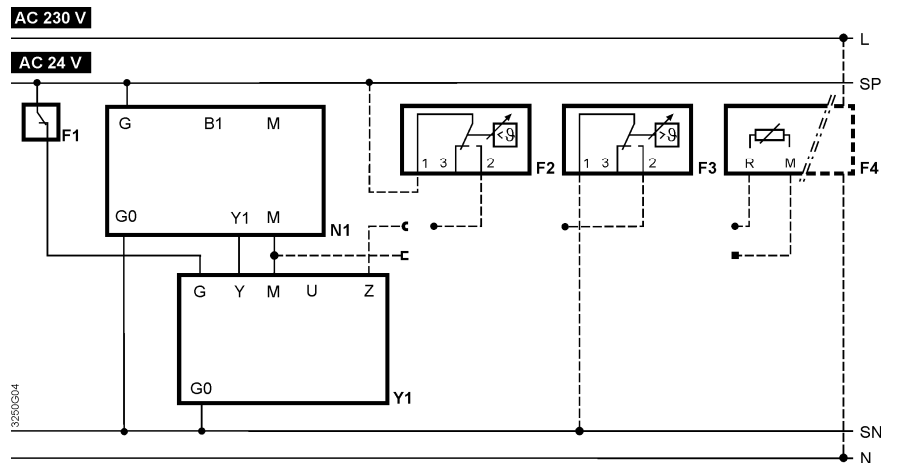 AC 230 V
L
AC 24 V
SP
F1
G B1 M
G0 Y1 M
N1
<ϑ
1 3 2
F2
>ϑ
1 3 2
F3
R M
F4
G Y M U Z
G0
Y1
3250G04
SN
N